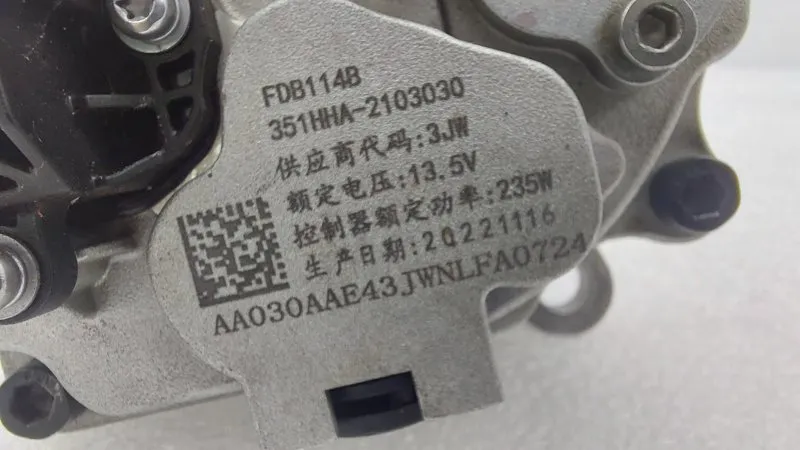 FDB114B
351HHA-2103030
供应商代码:3JW
额定电压:13.5V
控制器额定功率:235W
生产日期:20221116
AA030AAE43JWNLFA0724